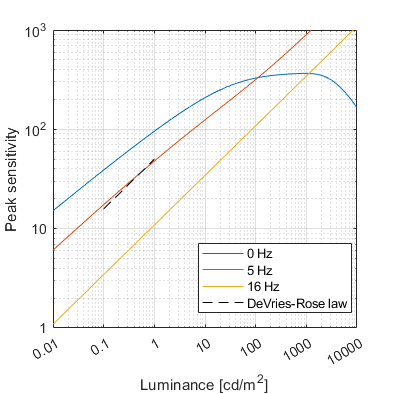 10^3
10^2
10
1
Peak sensitivity
0 Hz
5 Hz
16 Hz
DeVries-Rose law
0.01 0.1 1 10 100 1000 10000
Luminance [cd/m^2]